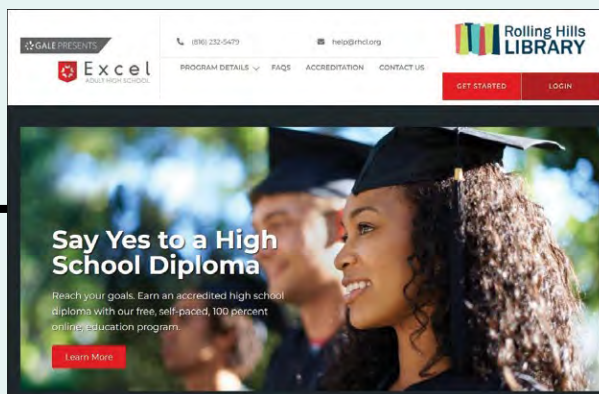 GALE PRESENTS
Excel
ADULT HIGH SCHOOL
(816) 232-5479
help@rhcl.org
PROGRAM DETAILS FAQS ACCREDITATION CONTACT US
Rolling Hills
LIBRARY
GET STARTED LOGIN
Say Yes to a High
School Diploma
Reach your goals. Earn an accredited high school
diploma with our free, self-paced, 100 percent
online education program.
Learn More